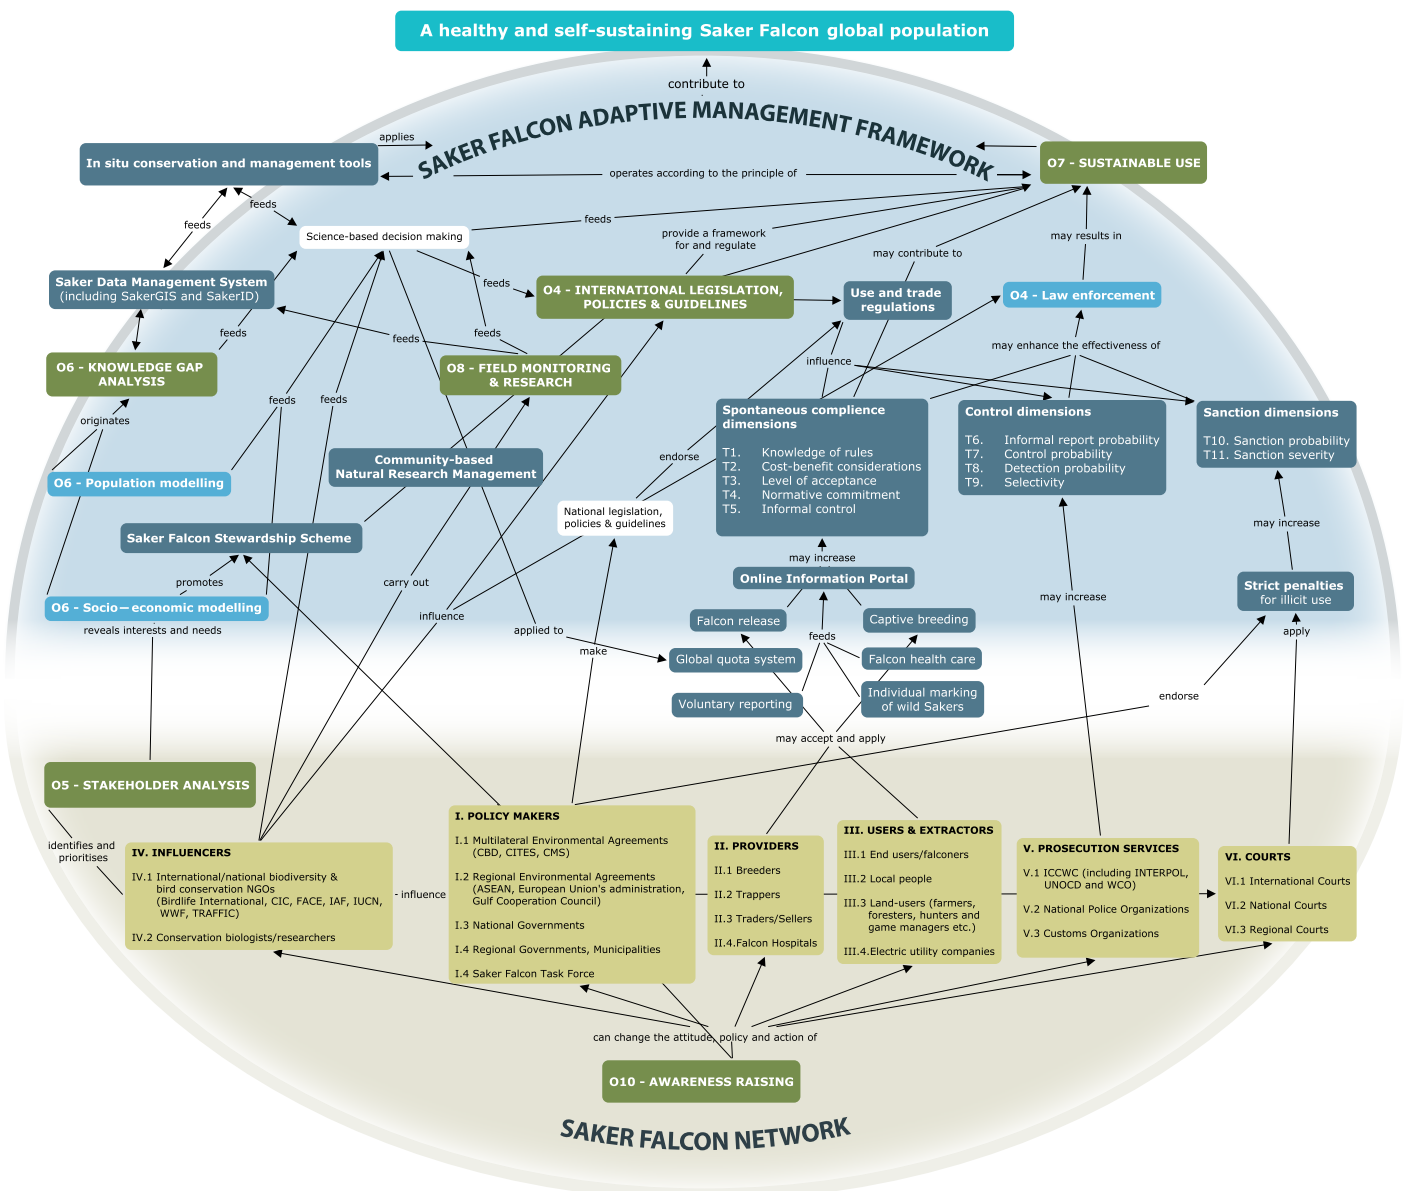 A healthy and self-sustaining Saker Falcon global population
contribute to
SAKER FALCON ADAPTIVE MANAGEMENT FRAMEWORK
applies
In situ conservation and management tools
operates according to the principle of
O7 - SUSTAINABLE USE
feeds
feeds
feeds
Science-based decision making
provide a framework
for and regulate
may contribute to
may results in
Saker Data Management System
(including SakerGIS and SakerID)
feeds
O4 - INTERNATIONAL LEGISLATION,
POLICIES & GUIDELINES
Use and trade
regulations
O4 - Law enforcement
feeds
feeds
feeds
influence
may enhance the effectiveness of
O6 - KNOWLEDGE GAP
ANALYSIS
O8 - FIELD MONITORING
& RESEARCH
feeds
feeds
originates
Spontaneous complience
dimensions
T1. Knowledge of rules
T2. Cost-benefit considerations
T3. Level of acceptance
T4. Normative commitment
T5. Informal control
Control dimensions
T6. Informal report probability
T7. Control probability
T8. Detection probability
T9. Selectivity
Sanction dimensions
T10. Sanction probability
T11. Sanction severity
endorse
Community-based
Natural Research Management
O6 - Population modelling
National legislation,
policies & guidelines
may increase
Saker Falcon Stewardship Scheme
may increase
Online Information Portal
promotes
carry out
Strict penalties
for illicit use
may increase
O6 - Socio—economic modelling
reveals interests and needs
influence
applied to
make
Falcon release
Captive breeding
feeds
apply
Global quota system
Falcon health care
Voluntary reporting
Individual marking
of wild Sakers
endorse
may accept and apply
O5 - STAKEHOLDER ANALYSIS
identifies and
prioritises
IV. INFLUENCERS
IV.1 International/national biodiversity &
bird conservation NGOs
(Birdlife International, CIC, FACE, IAF, IUCN,
WWF, TRAFFIC)
IV.2 Conservation biologists/researchers
- influence
I. POLICY MAKERS
I.1 Multilateral Environmental Agreements
(CBD, CITES, CMS)
I.2 Regional Environmental Agreements
(ASEAN, European Union's administration,
Gulf Cooperation Council)
I.3 National Governments
I.4 Regional Governments, Municipalities
I.4 Saker Falcon Task Force
II. PROVIDERS
II.1 Breeders
II.2 Trappers
II.3 Traders/Sellers
II.4.Falcon Hospitals
III. USERS & EXTRACTORS
III.1 End users/falconers
III.2 Local people
III.3 Land-users (farmers,
foresters, hunters and
game managers etc.)
III.4.Electric utility companies
V. PROSECUTION SERVICES
V.1 ICCWC (including INTERPOL,
UNOCD and WCO)
V.2 National Police Organizations
V.3 Customs Organizations
VI. COURTS
VI.1 International Courts
VI.2 National Courts
VI.3 Regional Courts
can change the attitude, policy and action of
O10 - AWARENESS RAISING
SAKER FALCON NETWORK